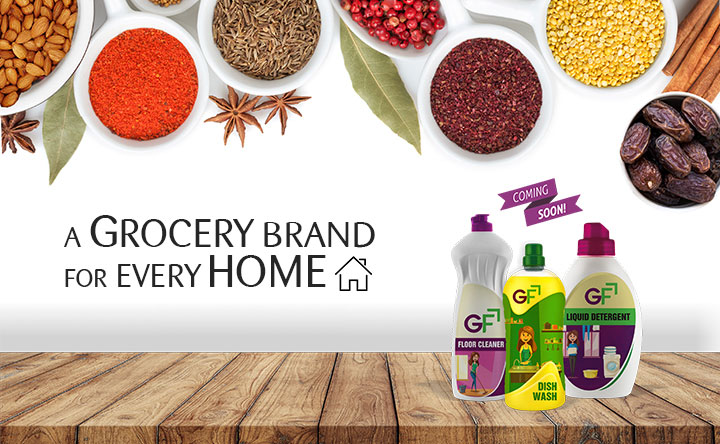 A GROCERY BRAND
FOR EVERY HOME
COMING
SOON!
GF
FLOOR CLEANER
GF
DISH
WASH
GF
LIQUID DETERGENT